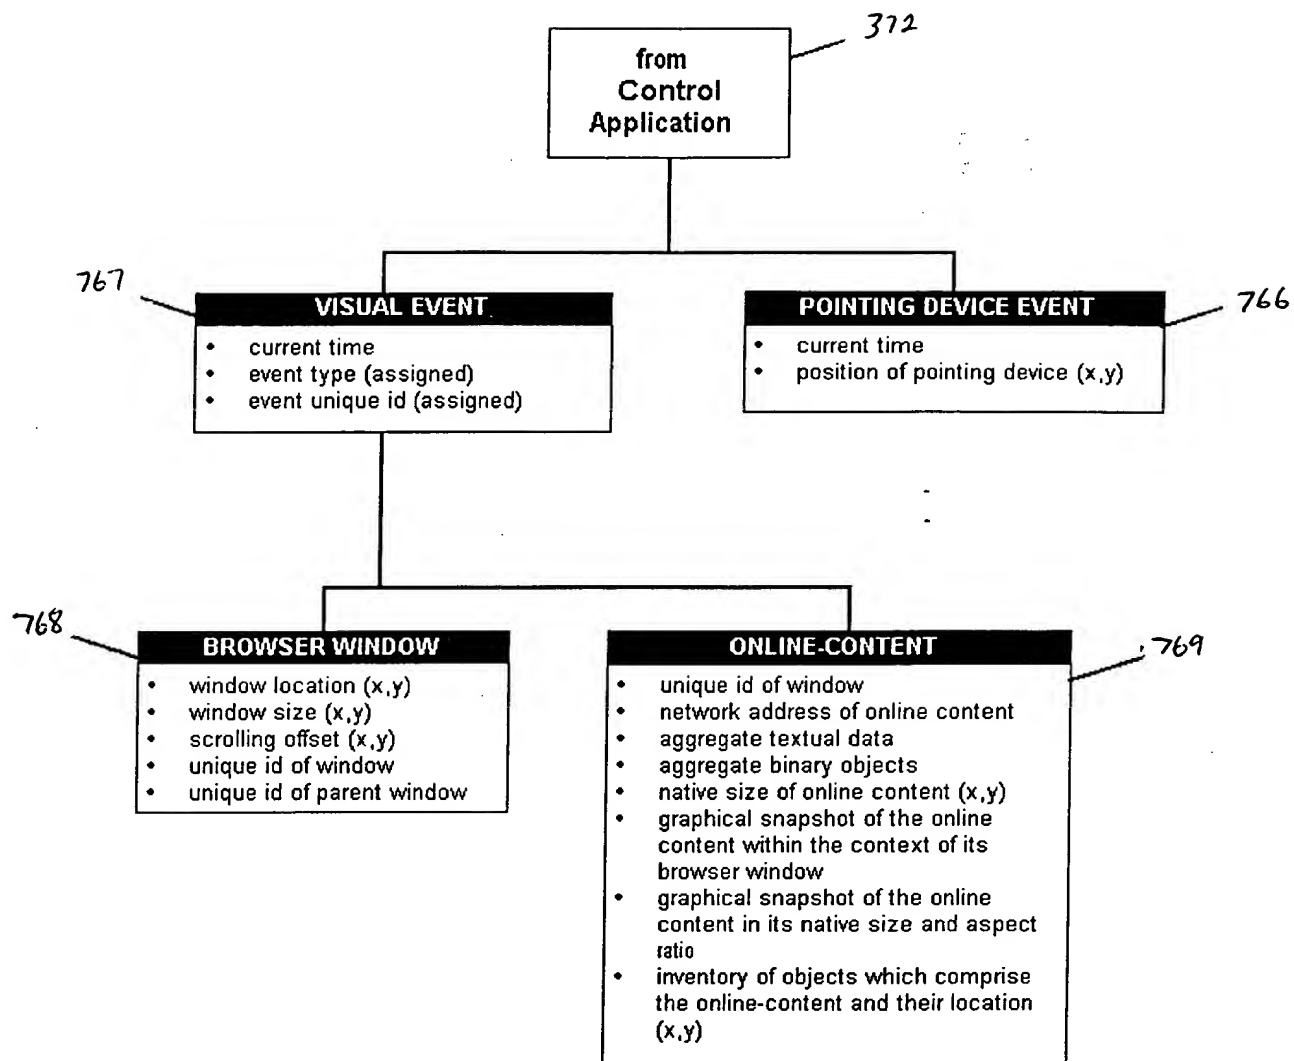 372
from
Control
Application
767
VISUAL EVENT
• current time
• event type (assigned)
• event unique id (assigned)
POINTING DEVICE EVENT
766
• current time
• position of pointing device (x,y)
768
BROWSER WINDOW
• window location (x,y)
• window size (x,y)
• scrolling offset (x,y)
• unique id of window
• unique id of parent window
ONLINE-CONTENT
769
• unique id of window
• network address of online content
• aggregate textual data
• aggregate binary objects
• native size of online content (x,y)
• graphical snapshot of the online
content within the context of its
browser window
• graphical snapshot of the online
content in its native size and aspect
ratio
• inventory of objects which comprise
the online-content and their location
(x,y)